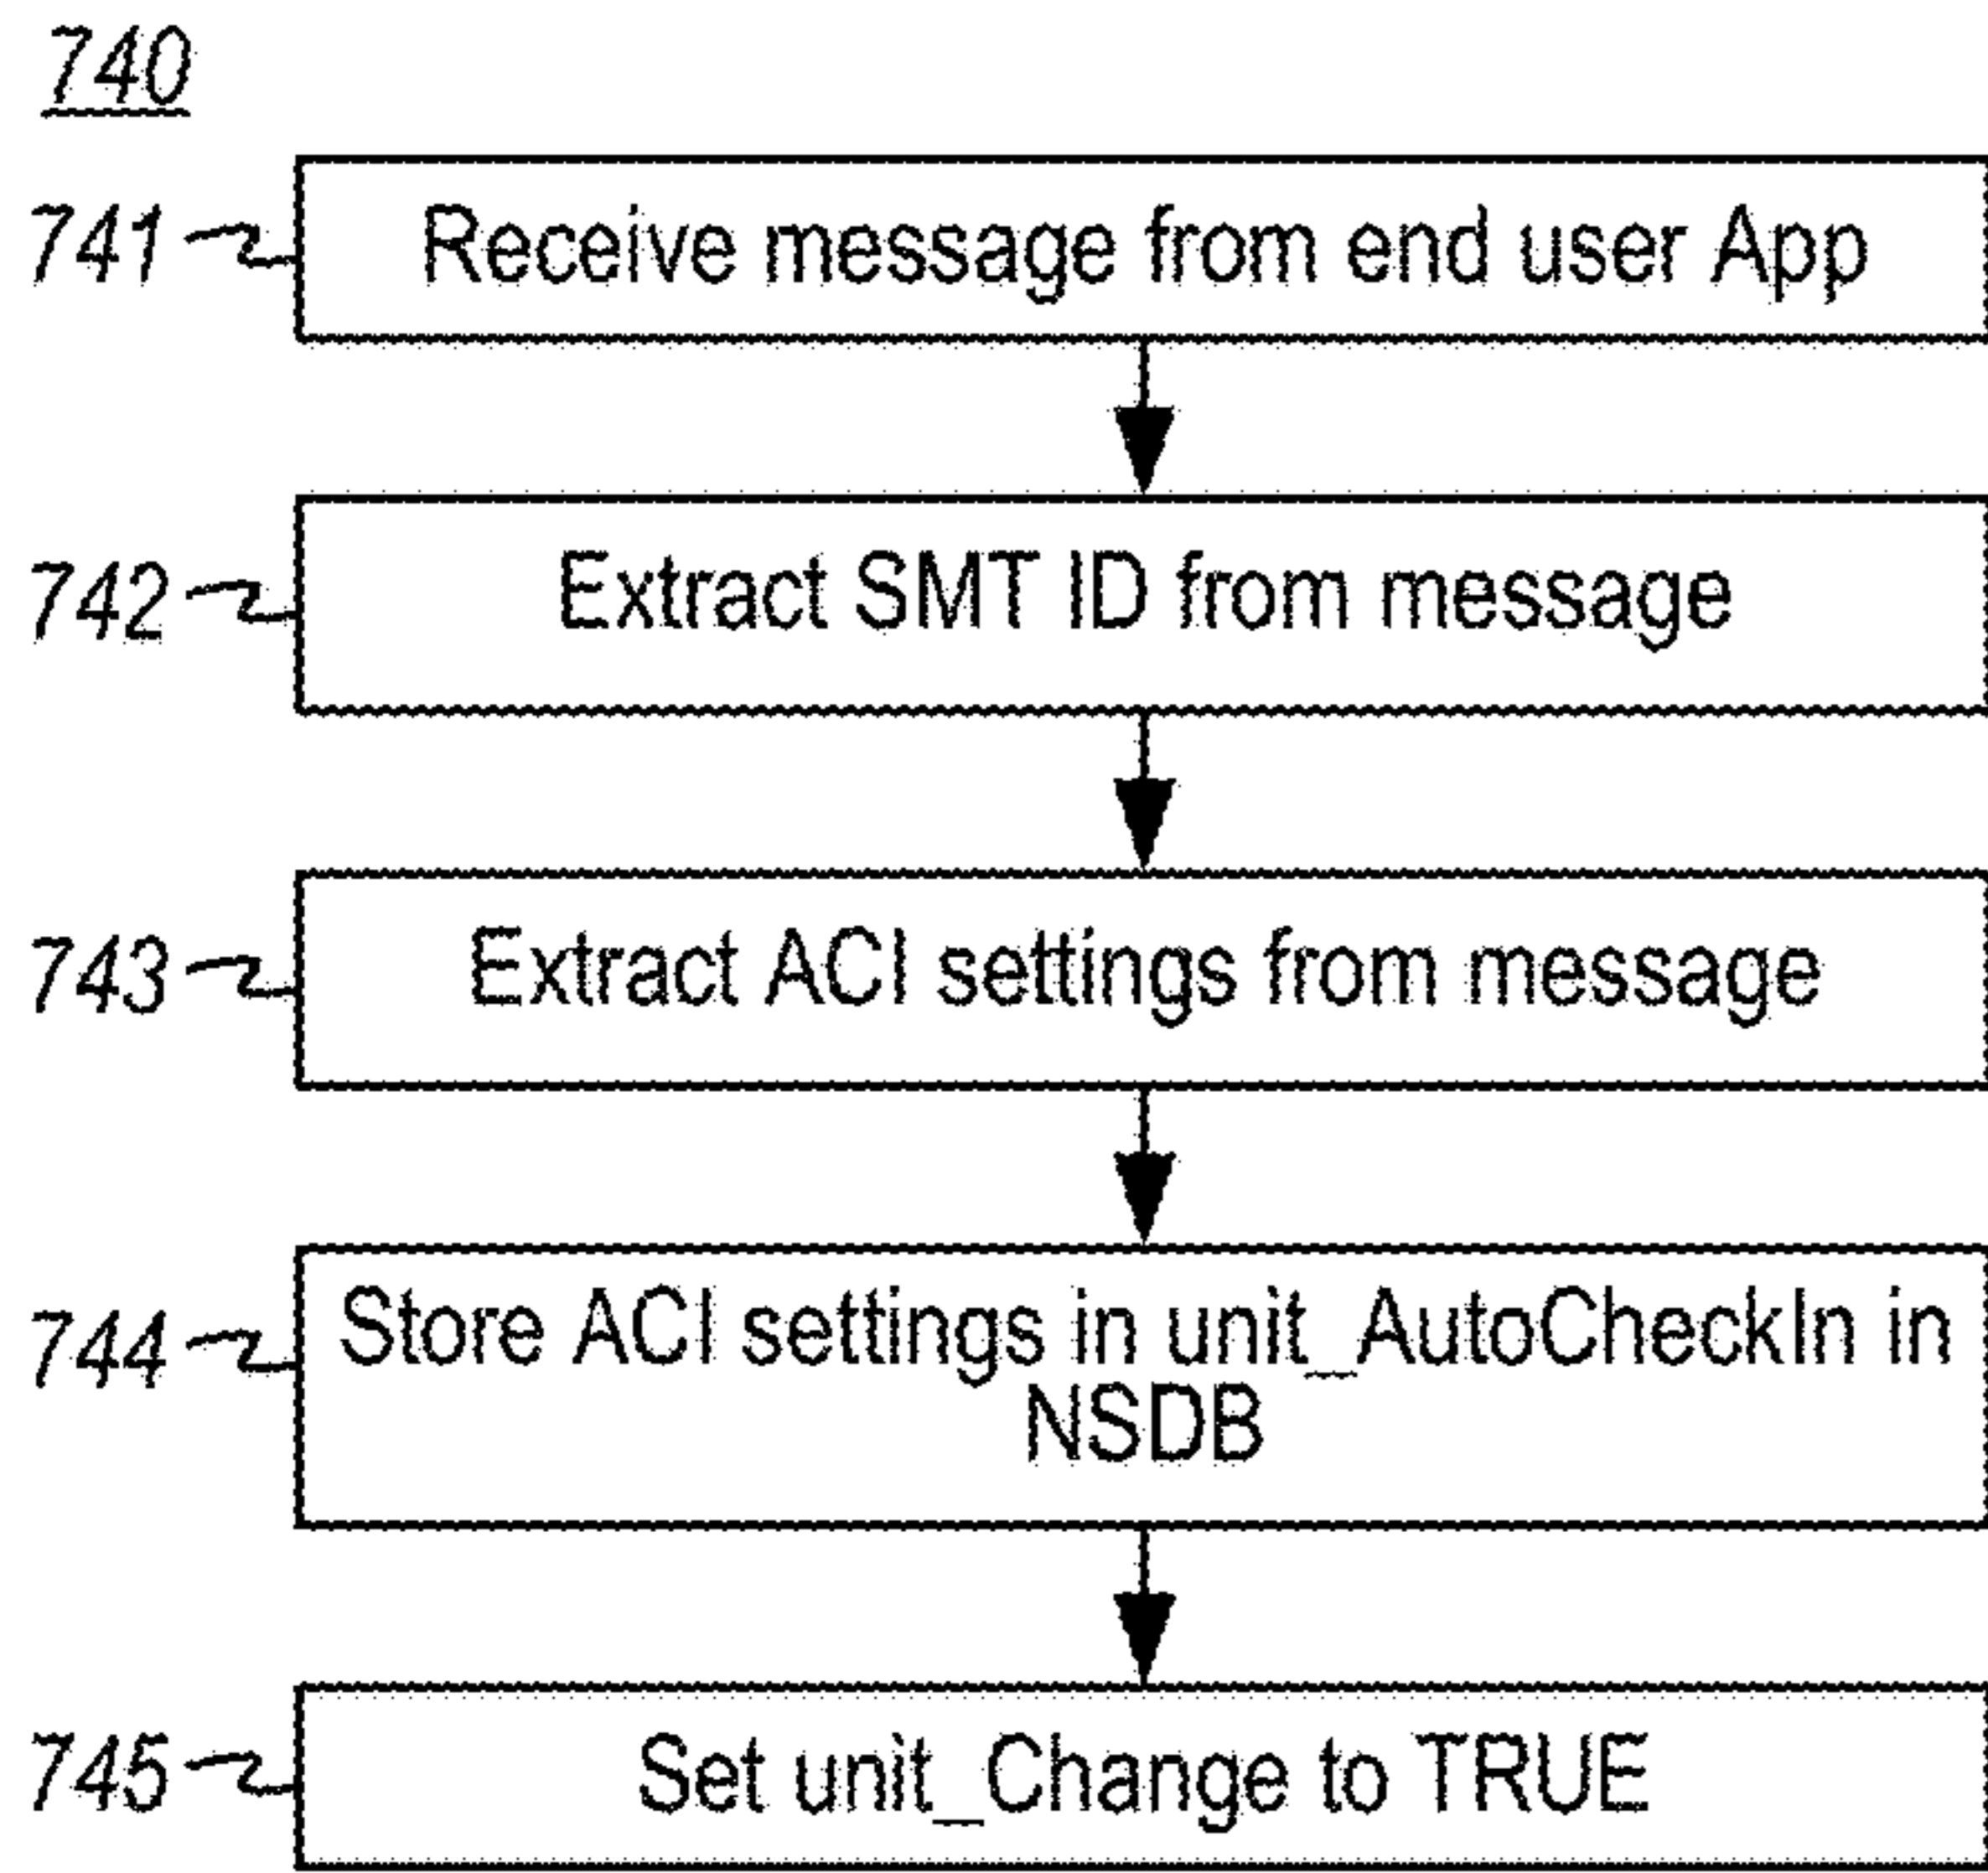 740
741 Receive message from end user App
742 Extract SMT ID from message
743 Extract ACI settings from message
744 Store ACI settings in unit_AutoCheckIn in
NSDB
745 Set unit_Change to TRUE